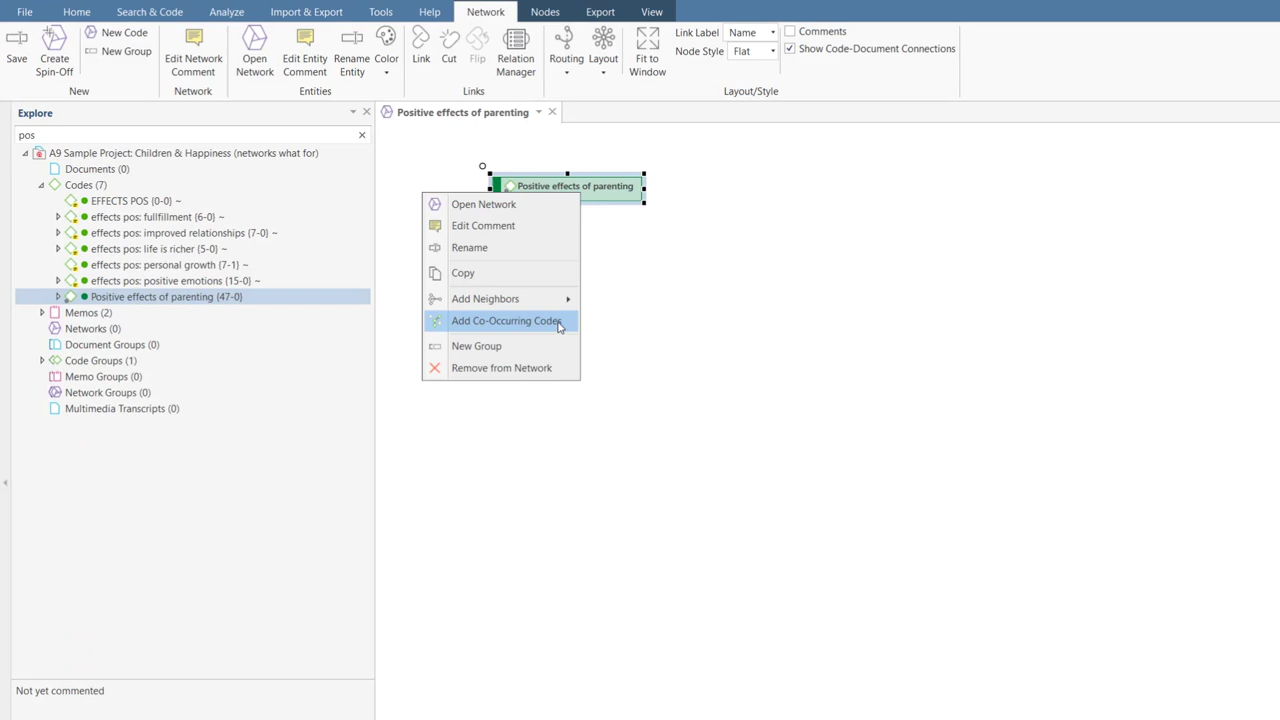 File Home Search & Code Analyze Import & Export Tools Help Network Nodes Export View
Save
Create Spin-Off
New Code
New Group
Edit Network Comment
Open Network
Edit Entity Comment
Rename Entity
Color
Link
Cut
Flip
Relation Manager
Routing
Layout
Fit to Window
Link Label Name
Comments
Node Style Flat
Show Code-Document Connections
New Network Entities Links Layout/Style
Explore
Positive effects of parenting
pos
A9 Sample Project: Children & Happiness (networks what for)
Documents (0)
Codes (7)
EFFECTS POS {0-0} ~
effects pos: fullfillment {6-0} ~
effects pos: improved relationships {7-0} ~
effects pos: life is richer {5-0} ~
effects pos: personal growth {7-1} ~
effects pos: positive emotions {15-0} ~
Positive effects of parenting {47-0}
Memos (2)
Networks (0)
Document Groups (0)
Code Groups (1)
Memo Groups (0)
Network Groups (0)
Multimedia Transcripts (0)
Positive effects of parenting
Open Network
Edit Comment
Rename
Copy
Add Neighbors
Add Co-Occurring Codes
New Group
Remove from Network
Not yet commented